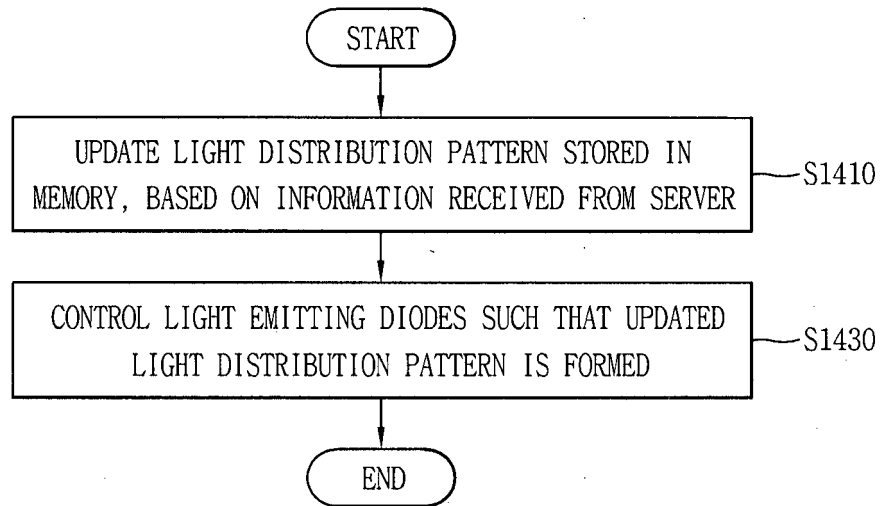 START
UPDATE LIGHT DISTRIBUTION PATTERN STORED IN
MEMORY, BASED ON INFORMATION RECEIVED FROM SERVER
S1410
CONTROL LIGHT EMITTING DIODES SUCH THAT UPDATED
LIGHT DISTRIBUTION PATTERN IS FORMED
S1430
END